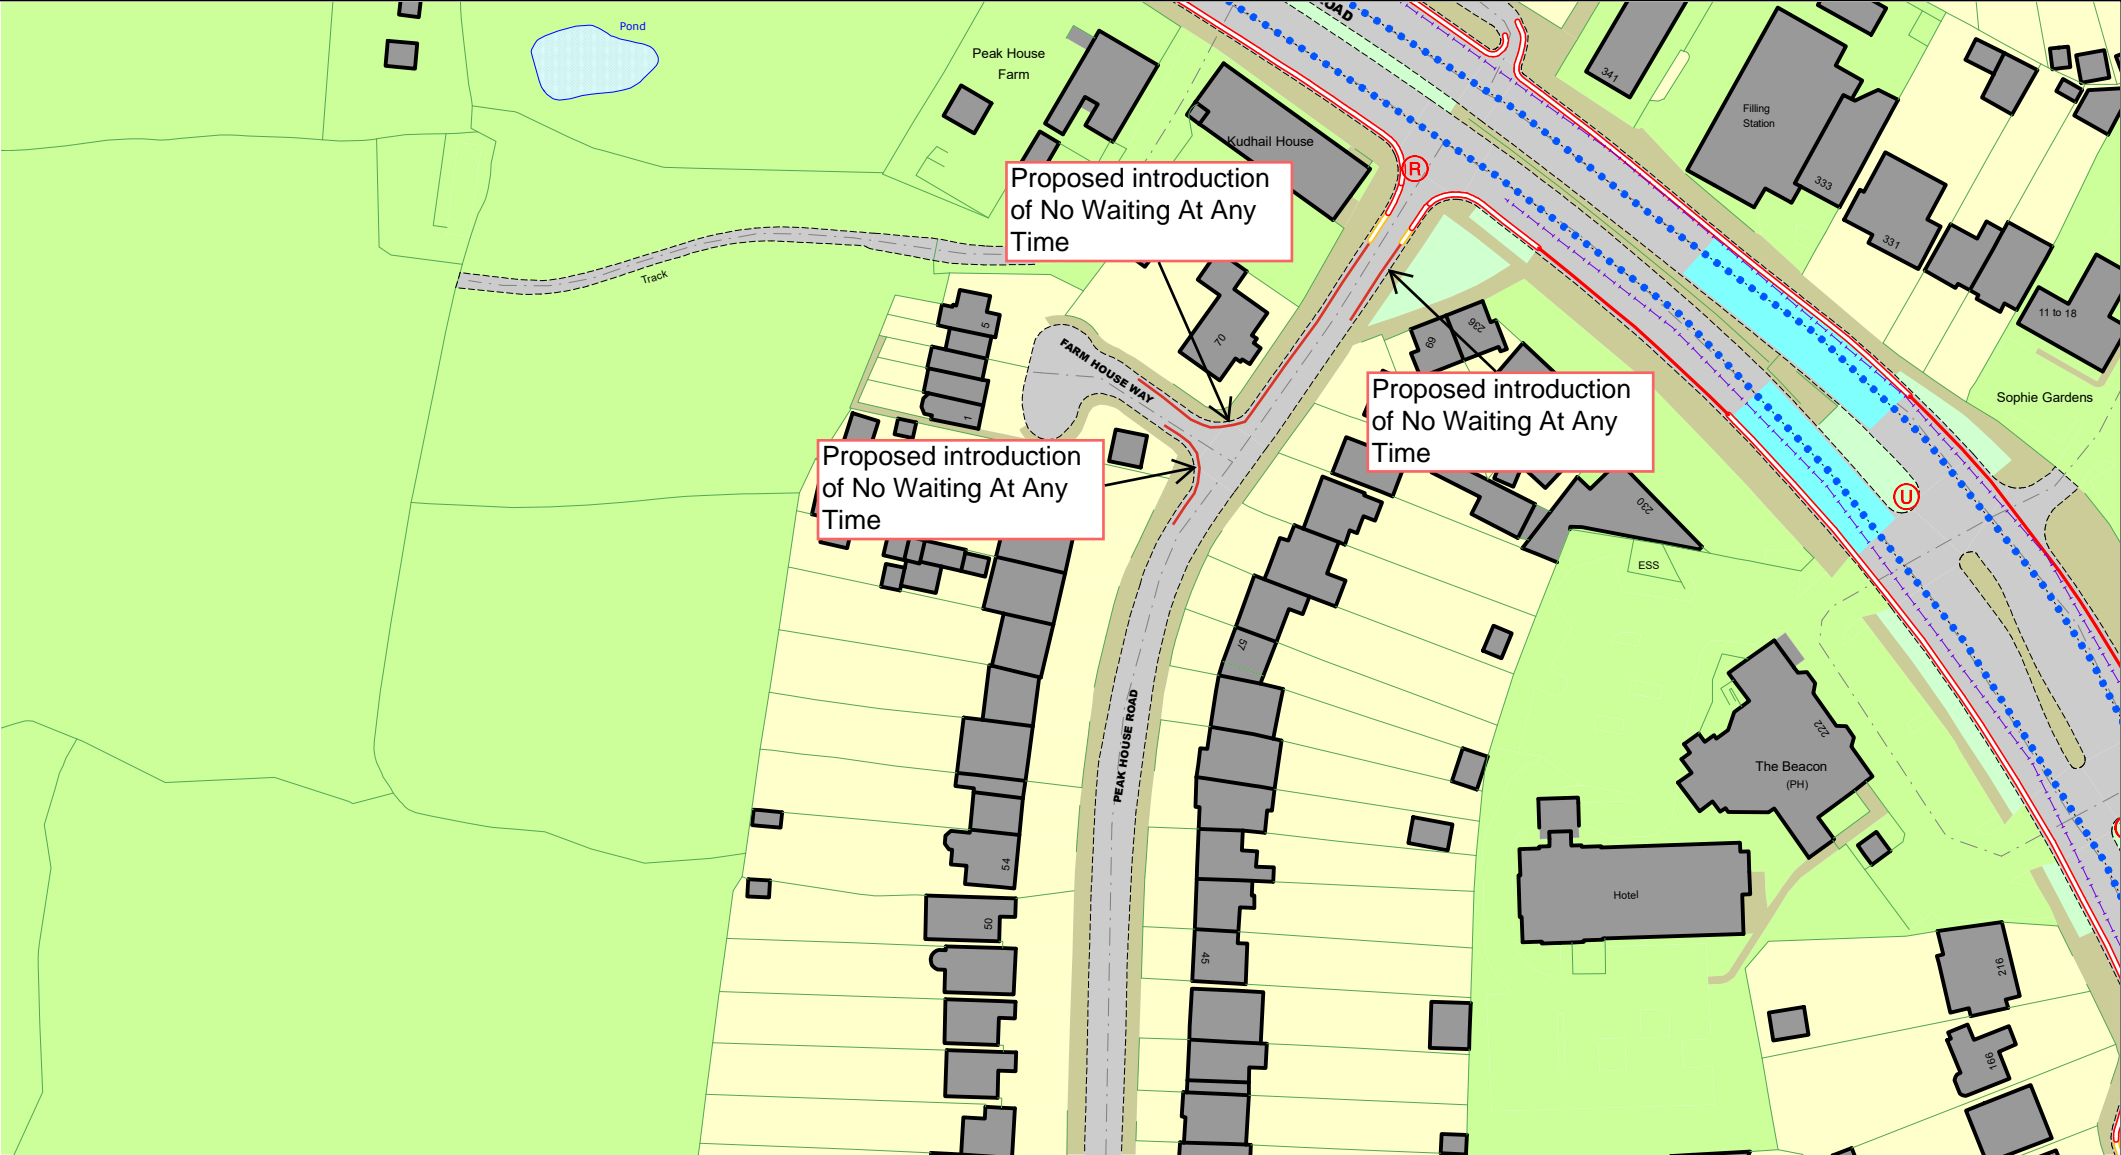 OAD
Pond
Peak House
Farm
341
Filling
Station
Kudhail House
R
333
Proposed introduction
of No Waiting At Any
Time
331
Track
11 to 18
5
70
69
236
FARM HOUSE WAY
Sophie Gardens
1
Proposed introduction
of No Waiting At Any
Time
Proposed introduction
of No Waiting At Any
Time
U
230
ESS
57
PEAK HOUSE ROAD
222
The Beacon
(PH)
54
Hotel
50
45
216
166